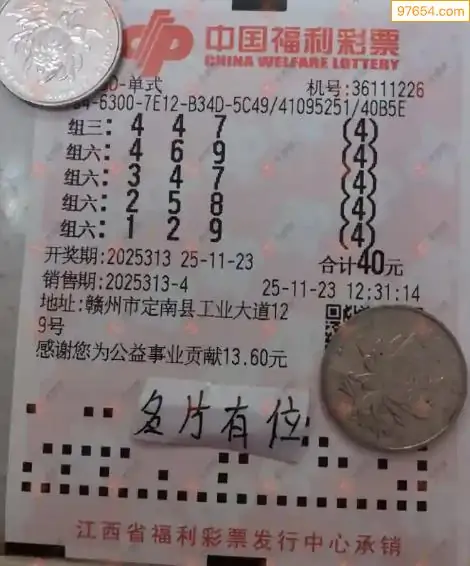 97654.com
中国福利彩票
CHINA WELFARE LOTTERY
D-单式 机号:36111226
-6300-7E12-B34D-5C49/41095251/40B5E
组三: 4 4 7 (4)
组六: 4 6 9 (4)
组六: 3 4 7 (4)
组六: 2 5 8 (4)
组六: 1 2 9 (4)
开奖期:2025313 25-11-23 合计40元
销售期:2025313-4 25-11-23 12:31:14
地址:赣州市定南县工业大道12
9号
感谢您为公益事业贡献13.60元
多片有位
江西省福利彩票发行中心承销